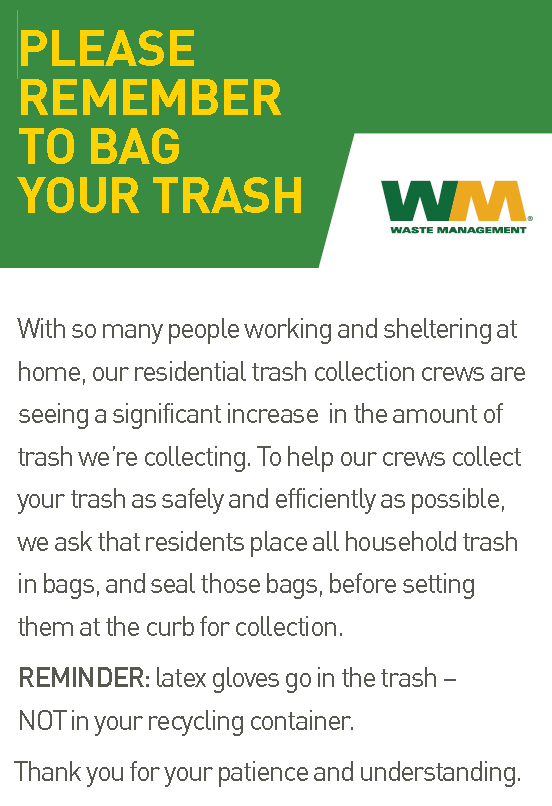 PLEASE
REMEMBER
TO BAG
YOUR TRASH
WM®
WASTE MANAGEMENT
With so many people working and sheltering at
home, our residential trash collection crews are
seeing a significant increase in the amount of
trash we're collecting. To help our crews collect
your trash as safely and efficiently as possible,
we ask that residents place all household trash
in bags, and seal those bags, before setting
them at the curb for collection.
REMINDER: latex gloves go in the trash –
NOT in your recycling container.
Thank you for your patience and understanding.